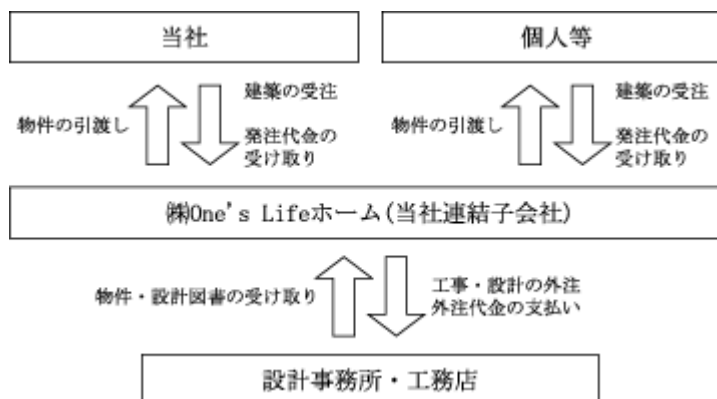 当社
個人等
物件の引渡し
建築の受注
発注代金の
受け取り
物件の引渡し
建築の受注
発注代金の
受け取り
㈱One's Lifeホーム(当社連結子会社)
物件・設計図書の受け取り
工事・設計の外注
外注代金の支払い
設計事務所・工務店